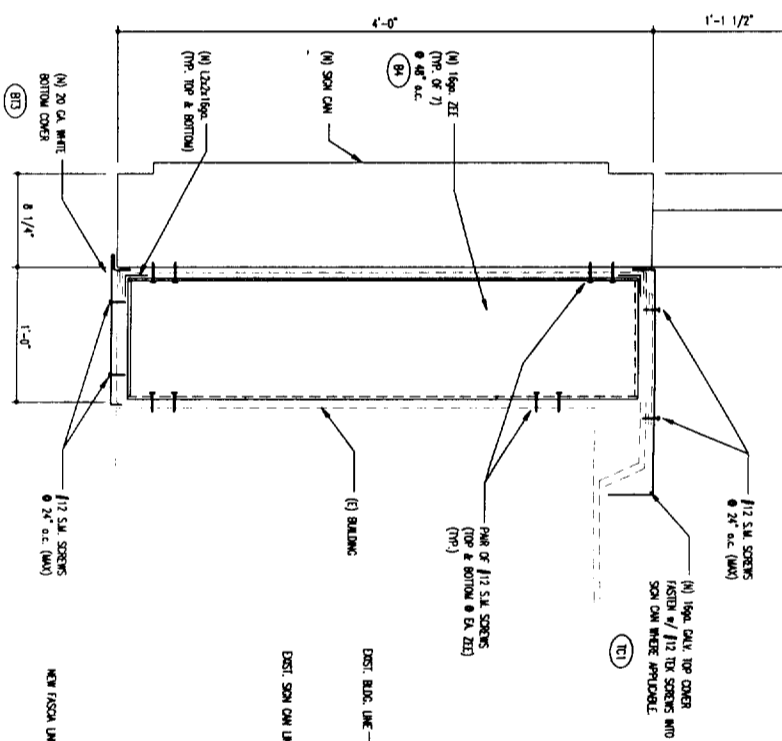 4'-0"
1'-1 1/2"
(N) 16ga. ZEE
(TYP. OF 7)
@ 48" o.c.
B4
(N) SIGN CAN
(N) L2x2x16ga.
(TYP. TOP & BOTTOM)
(N) 20 GA. WHITE
BOTTOM COVER
BT3
8 1/4"
1'-0"
#12 S.M. SCREWS
@ 24" o.c. (MAX)
(N) 16ga. GALV. TOP COVER
FASTEN w/ #12 TEK SCREWS INTO
SIGN CAN WHERE APPLICABLE.
TC1
PAIR OF #12 S.M. SCREWS
(TOP & BOTTOM @ EA. ZEE)
(TYP.)
(E) BUILDING
#12 S.M. SCREWS
@ 24" o.c. (MAX)
EXIST. BLDG. LINE
EXIST. SIGN CAN LI
NEW FASCIA LIN